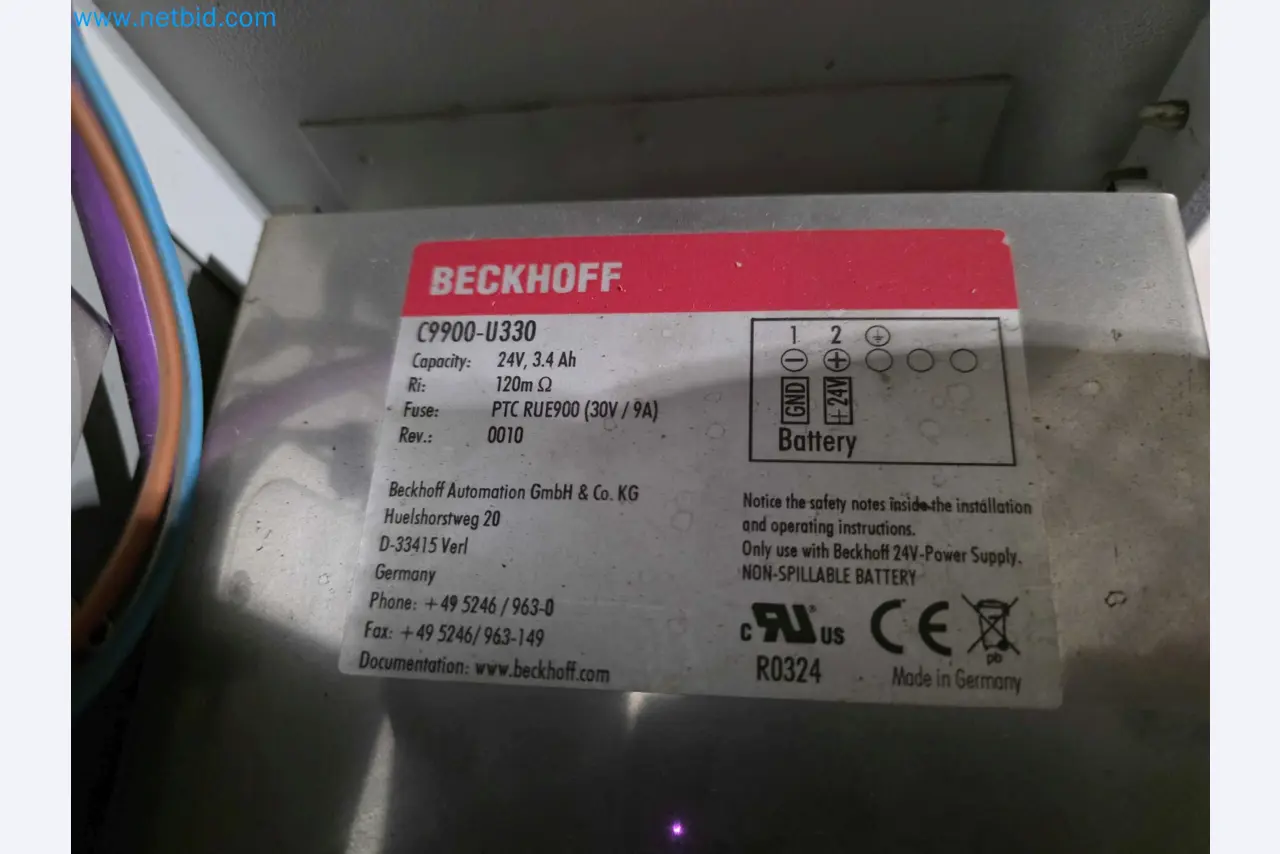 www.netbid.com
BECKHOFF
C9900-U330
Capacity: 24V, 3.4 Ah
Ri: 120m Ω
Fuse: PTC RUE900 (30V / 9A)
Rev.: 0010
Beckhoff Automation GmbH & Co. KG
Huelshorstweg 20
D-33415 Verl
Germany
Phone: +49 5246 / 963-0
Fax: +49 5246/ 963-149
Documentation: www.beckhoff.com
1 2
GND +24V
Battery
Notice the safety notes inside the installation
and operating instructions.
Only use with Beckhoff 24V-Power Supply.
NON-SPILLABLE BATTERY
c RU® US CE
pb
R0324 Made in Germany